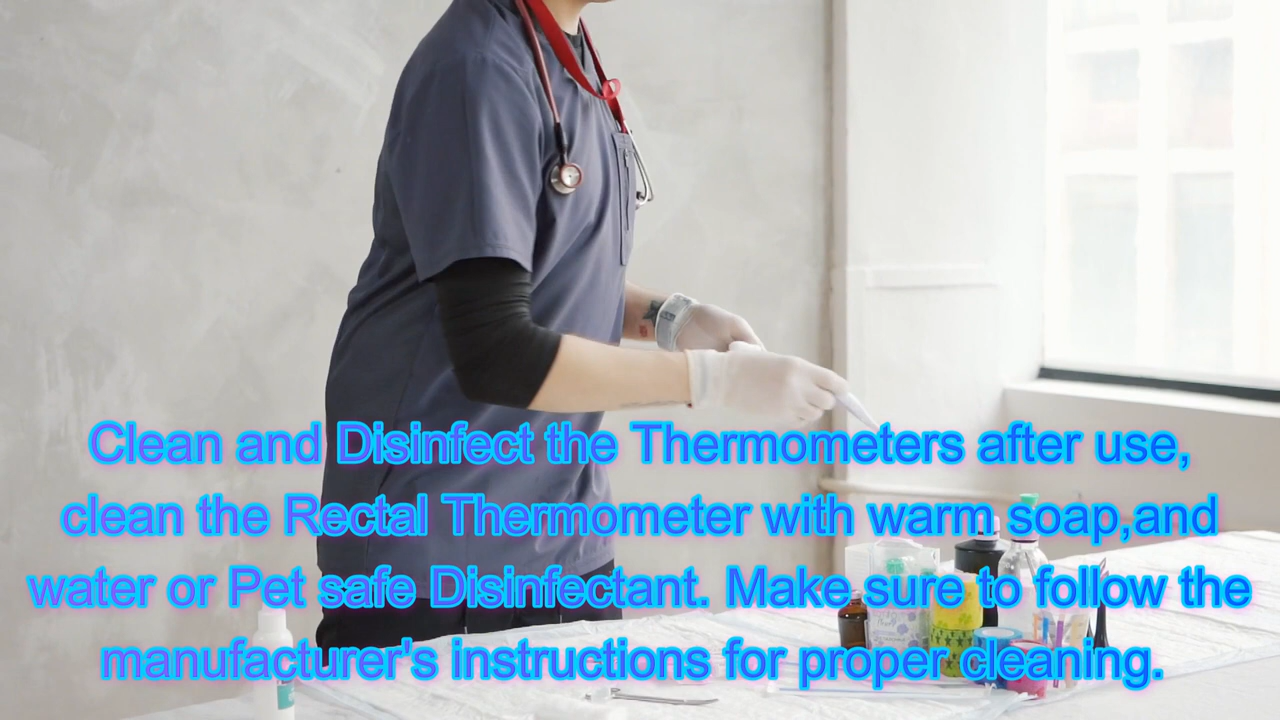 Clean and Disinfect the Thermometers after use,
clean the Rectal Thermometer with warm soap,and
water or Pet safe Disinfectant. Make sure to follow the
manufacturer's instructions for proper cleaning.